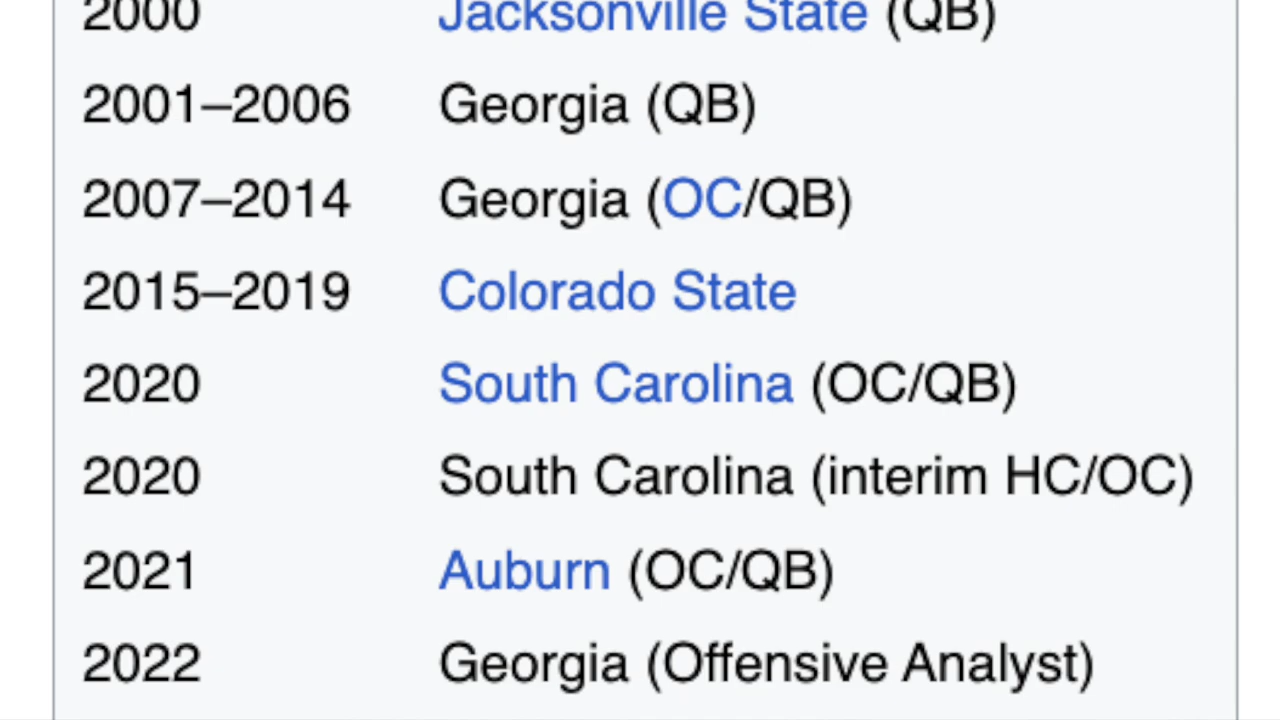 2000 Jacksonville State (QB)
2001–2006 Georgia (QB)
2007–2014 Georgia (OC/QB)
2015–2019 Colorado State
2020 South Carolina (OC/QB)
2020 South Carolina (interim HC/OC)
2021 Auburn (OC/QB)
2022 Georgia (Offensive Analyst)